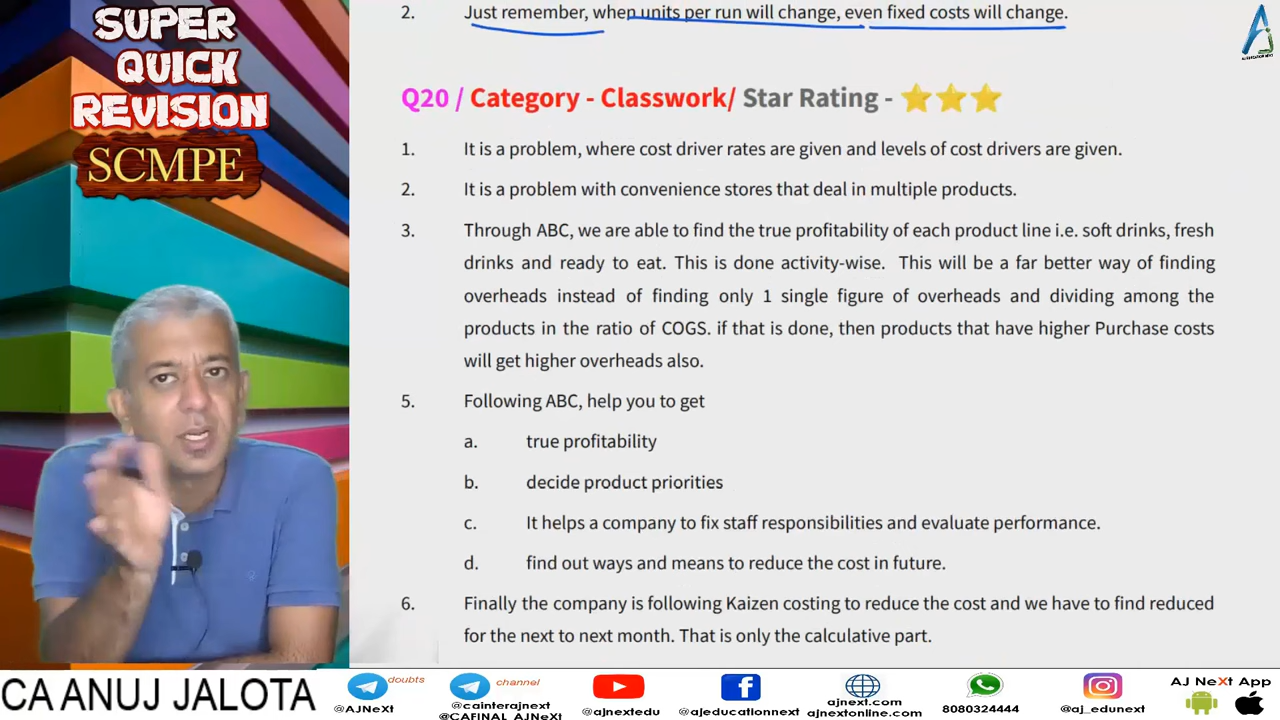 SUPER
QUICK
REVISION
SCMPE
2. Just remember, when units per run will change, even fixed costs will change.
Q20 / Category - Classwork/ Star Rating -
1. It is a problem, where cost driver rates are given and levels of cost drivers are given.
2. It is a problem with convenience stores that deal in multiple products.
3. Through ABC, we are able to find the true profitability of each product line i.e. soft drinks, fresh
drinks and ready to eat. This is done activity-wise. This will be a far better way of finding
overheads instead of finding only 1 single figure of overheads and dividing among the
products in the ratio of COGS. if that is done, then products that have higher Purchase costs
will get higher overheads also.
5. Following ABC, help you to get
a. true profitability
b. decide product priorities
c. It helps a company to fix staff responsibilities and evaluate performance.
d. find out ways and means to reduce the cost in future.
6. Finally the company is following Kaizen costing to reduce the cost and we have to find reduced
for the next to next month. That is only the calculative part.
CA ANUJ JALOTA
doubts
@AJNeXt
channel
@cainterajnext
@CAFINAL_AJNeXt
@ajnextedu
@ajeducationnext
ajnext.com
ajnextonline.com
8080324444
@aj_edunext
AJ NeXt App